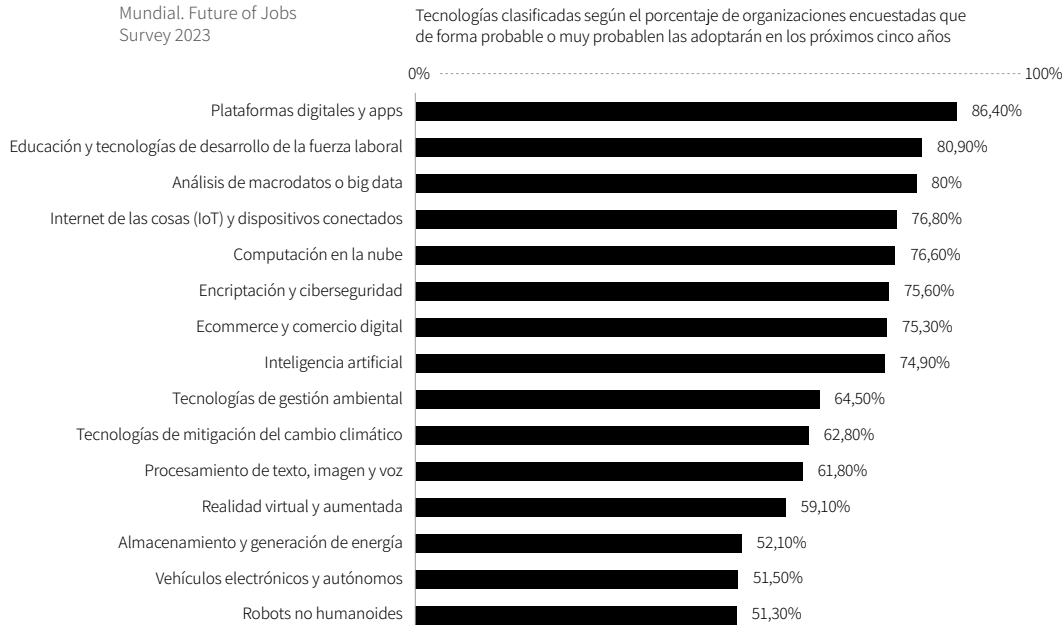 Mundial. Future of Jobs
Survey 2023
Tecnologías clasificadas según el porcentaje de organizaciones encuestadas que
de forma probable o muy probablen las adoptarán en los próximos cinco años
0% 100%
Plataformas digitales y apps 86,40%
Educación y tecnologías de desarrollo de la fuerza laboral 80,90%
Análisis de macrodatos o big data 80%
Internet de las cosas (IoT) y dispositivos conectados 76,80%
Computación en la nube 76,60%
Encriptación y ciberseguridad 75,60%
Ecommerce y comercio digital 75,30%
Inteligencia artificial 74,90%
Tecnologías de gestión ambiental 64,50%
Tecnologías de mitigación del cambio climático 62,80%
Procesamiento de texto, imagen y voz 61,80%
Realidad virtual y aumentada 59,10%
Almacenamiento y generación de energía 52,10%
Vehículos electrónicos y autónomos 51,50%
Robots no humanoides 51,30%